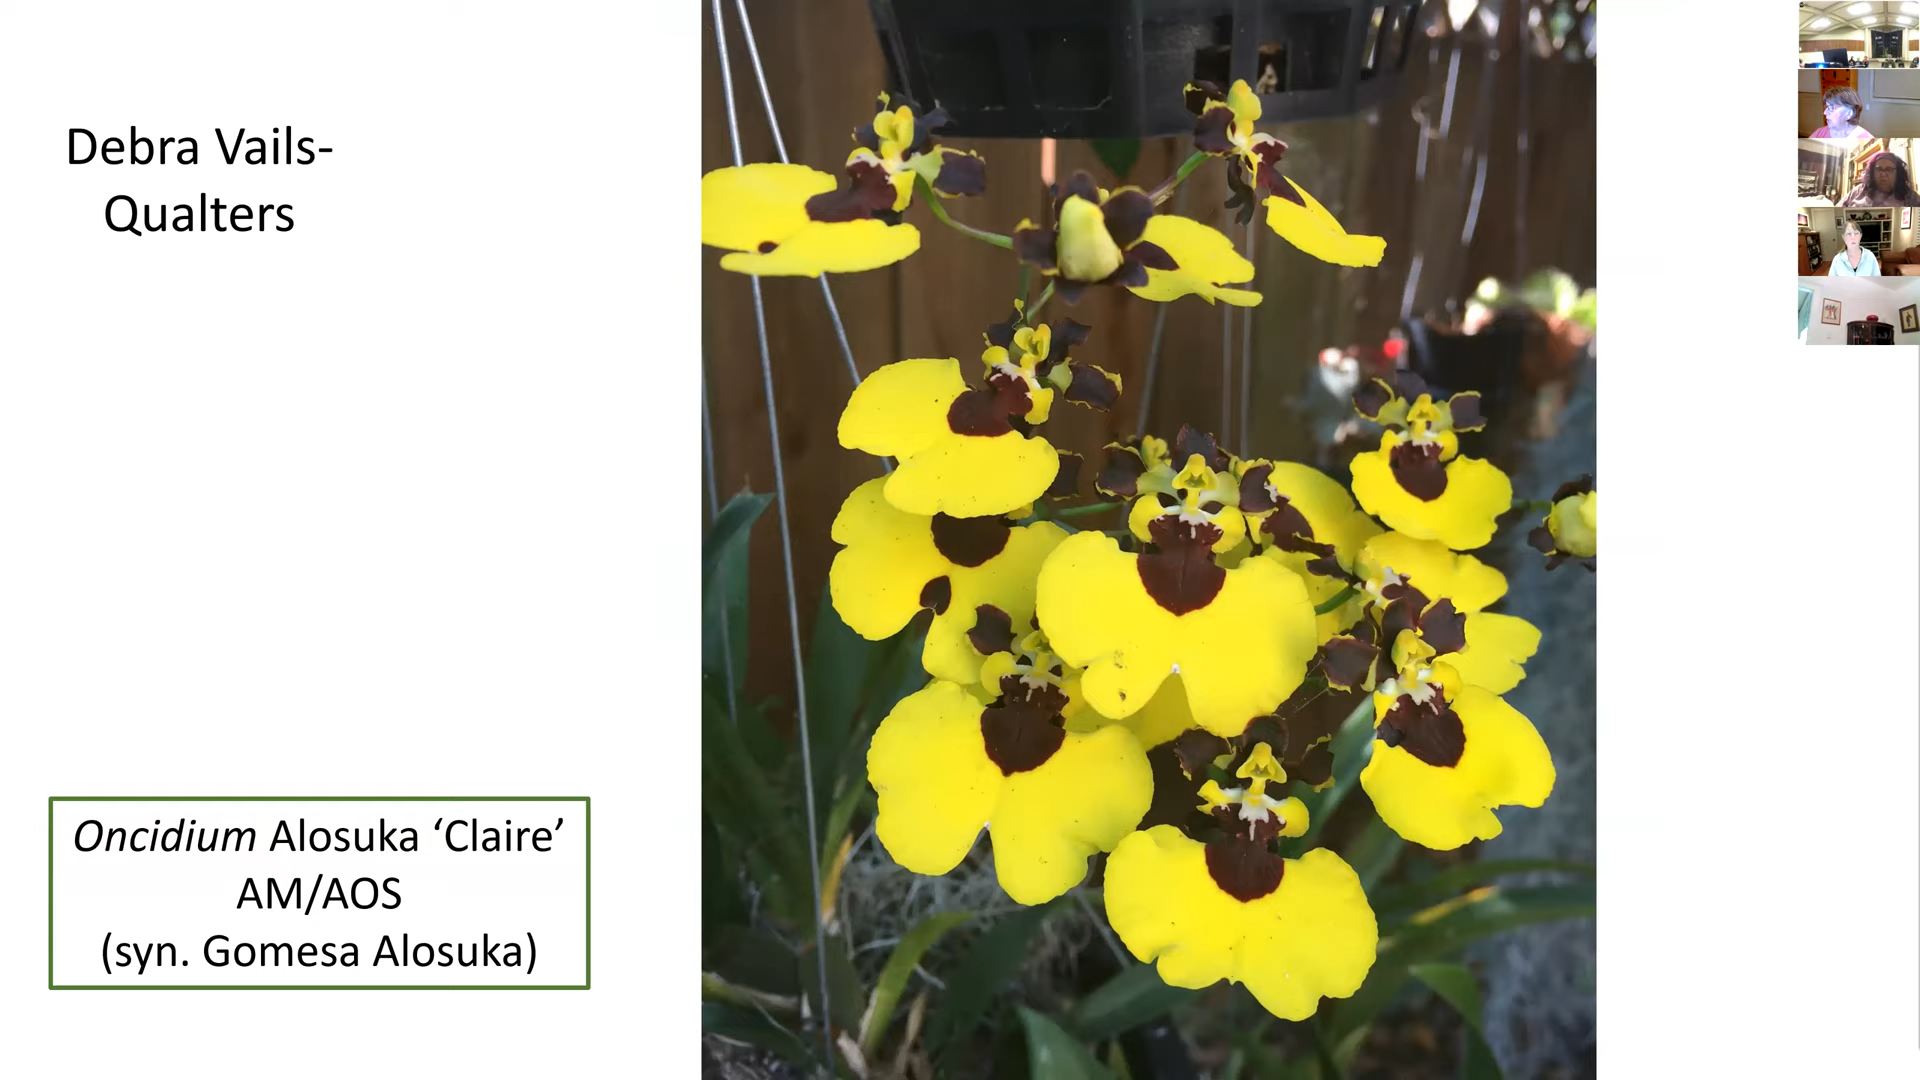 Debra Vails-
Qualters
Oncidium Alosuka ‘Claire’
AM/AOS
(syn. Gomesa Alosuka)